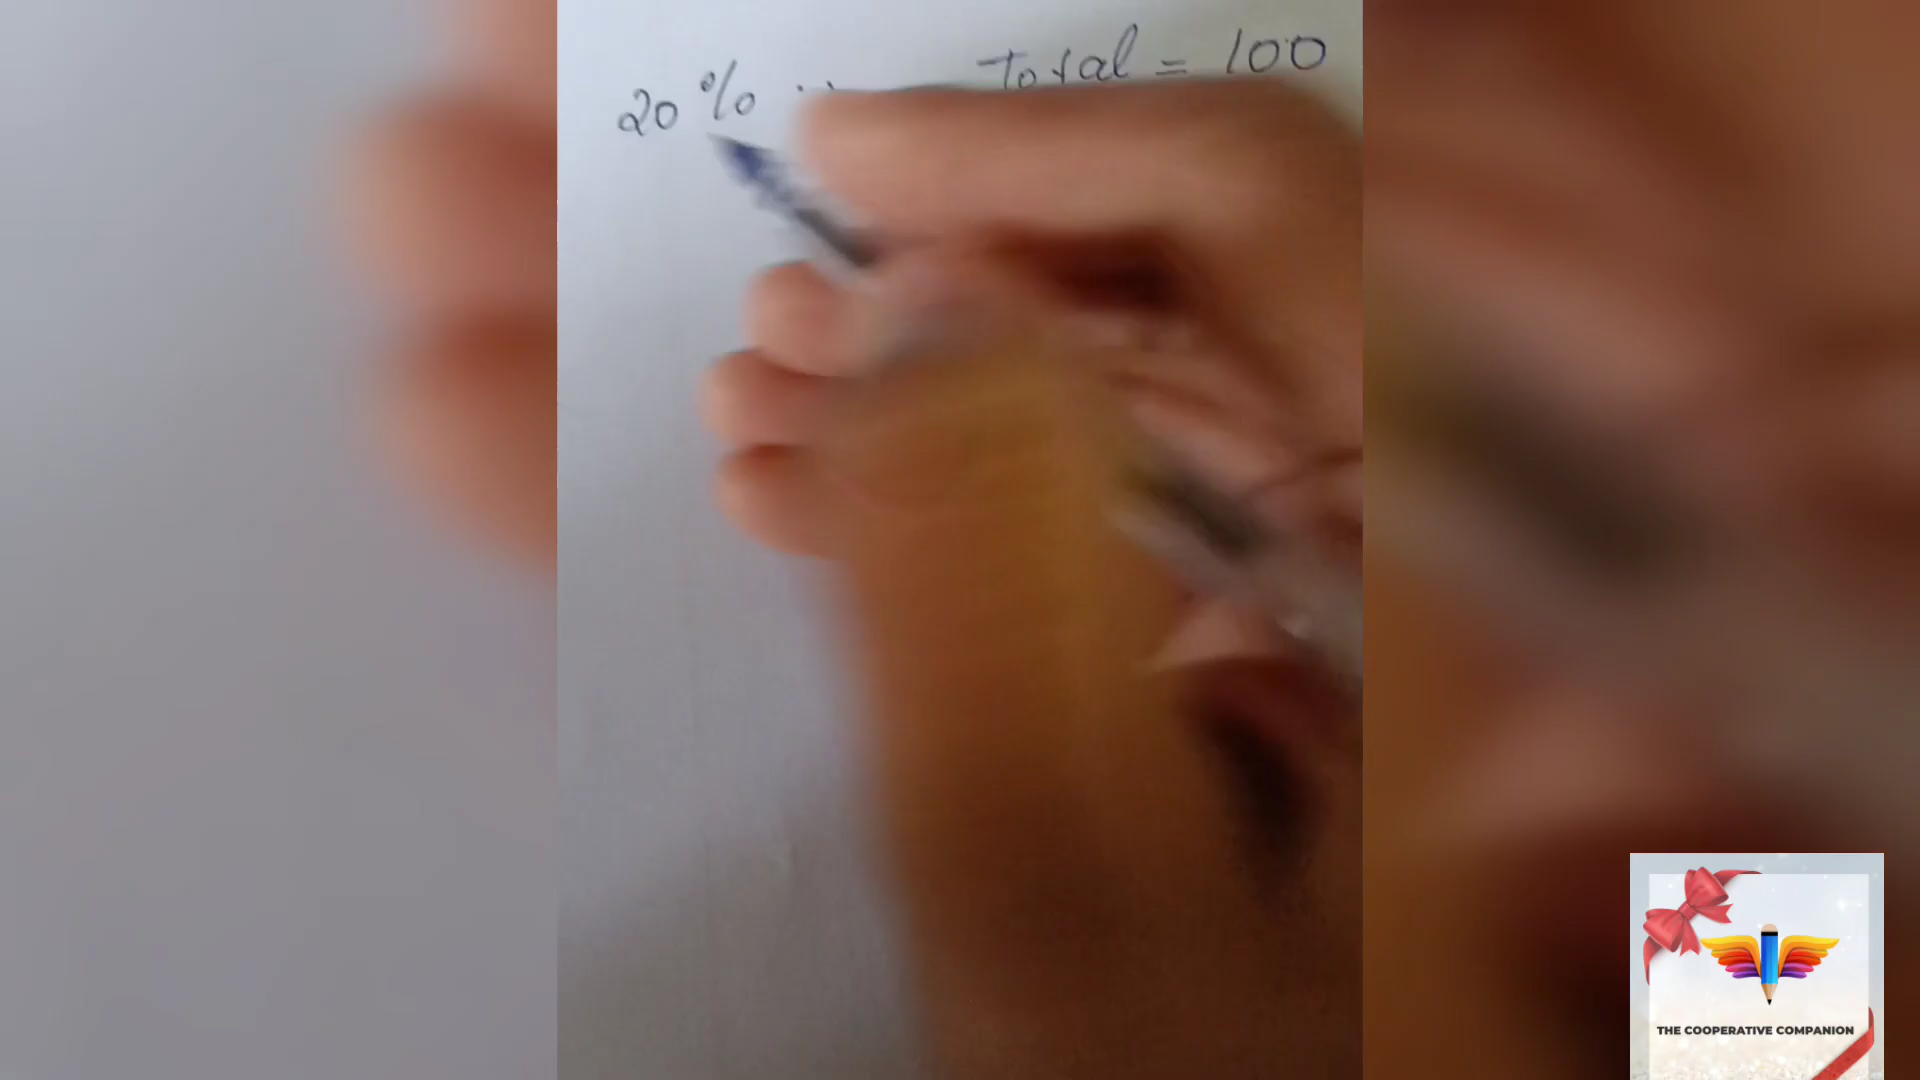 Total = 100
20%
THE COOPERATIVE COMPANION